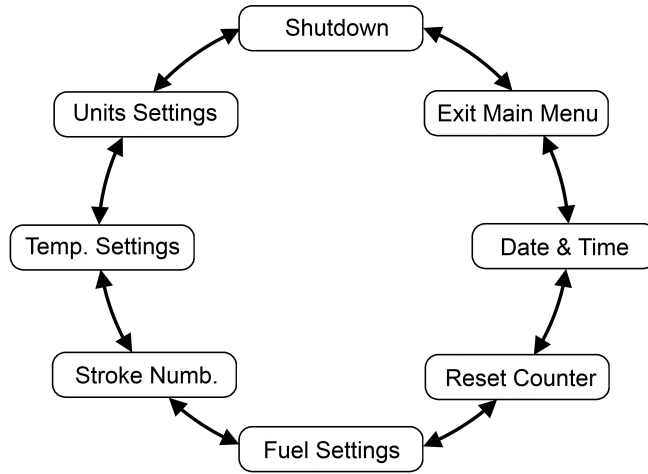 Shutdown
Units Settings
Exit Main Menu
Temp. Settings
Date & Time
Stroke Numb.
Reset Counter
Fuel Settings